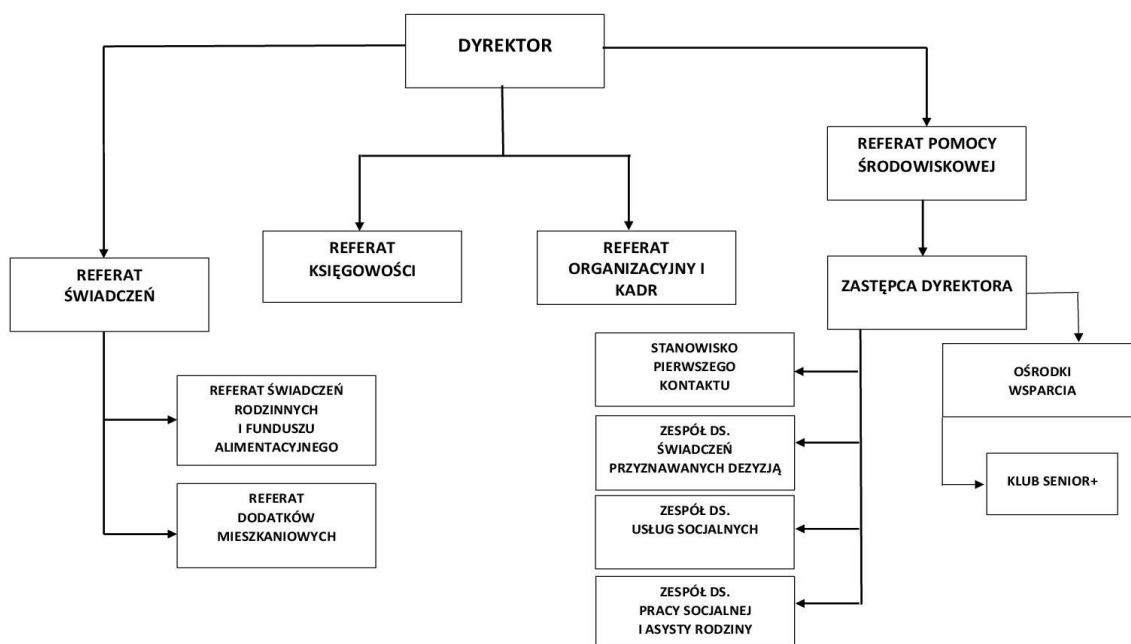 DYREKTOR
REFERAT POMOCY
ŚRODOWISKOWEJ
REFERAT
KSIĘGOWOŚCI
REFERAT
ORGANIZACYJNY I
KADR
REFERAT
ŚWIADCZEŃ
ZASTĘPCA DYREKTORA
STANOWISKO
PIERWSZEGO
KONTAKTU
OŚRODKI
WSPARCIA
REFERAT ŚWIADCZEŃ
RODZINNYCH
I FUNDUSZU
ALIMENTACYJNEGO
ZESPÓŁ DS.
ŚWIADCZEŃ
PRZYZNAWANYCH DEZYZJĄ
KLUB SENIOR+
REFERAT
DODATKÓW
MIESZKANIOWYCH
ZESPÓŁ DS.
USŁUG SOCJALNYCH
ZESPÓŁ DS.
PRACY SOCJALNEJ
I ASYSTY RODZINY